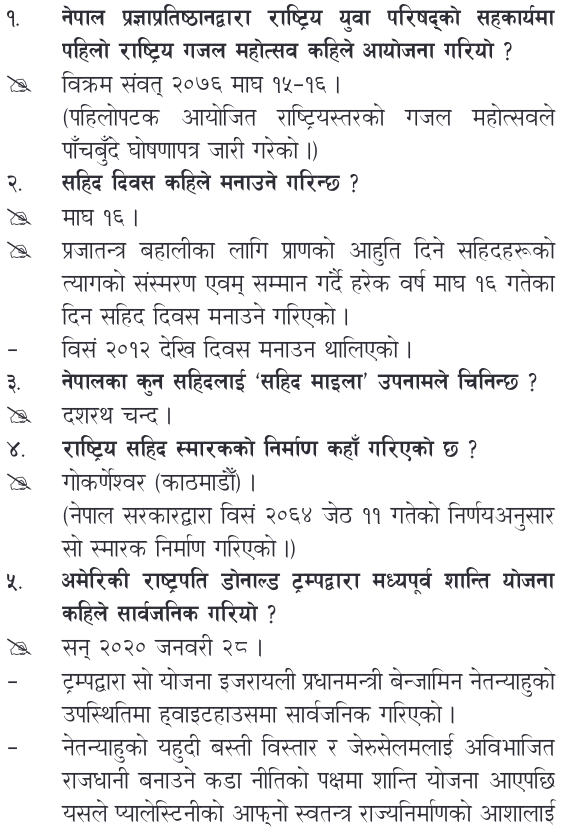 १. नेपाल प्रज्ञाप्रतिष्ठानद्वारा राष्ट्रिय युवा परिषद्को सहकार्यमा
पहिलो राष्ट्रिय गजल महोत्सव कहिले आयोजना गरियो ?
विक्रम संवत् २०७६ माघ १५-१६ ।
(पहिलोपटक आयोजित राष्ट्रियस्तरको गजल महोत्सवले
पाँचबुँदे घोषणापत्र जारी गरेको ।)
२. सहिद दिवस कहिले मनाउने गरिन्छ ?
माघ १६ ।
प्रजातन्त्र बहालीका लागि प्राणको आहुति दिने सहिदहरूको
त्यागको संस्मरण एवम् सम्मान गर्दै हरेक वर्ष माघ १६ गतेका
दिन सहिद दिवस मनाउने गरिएको ।
- विसं २०१२ देखि दिवस मनाउन थालिएको ।
३. नेपालका कुन सहिदलाई ‘सहिद माइला’ उपनामले चिनिन्छ ?
दशरथ चन्द ।
४. राष्ट्रिय सहिद स्मारकको निर्माण कहाँ गरिएको छ ?
गोकर्णेश्वर (काठमाडौँ) ।
(नेपाल सरकारद्वारा विसं २०६४ जेठ ११ गतेको निर्णयअनुसार
सो स्मारक निर्माण गरिएको ।)
५. अमेरिकी राष्ट्रपति डोनाल्ड ट्रम्पद्वारा मध्यपूर्व शान्ति योजना
कहिले सार्वजनिक गरियो ?
सन् २०२० जनवरी २८ ।
- ट्रम्पद्वारा सो योजना इजरायली प्रधानमन्त्री बेन्जामिन नेतन्याहुको
उपस्थितिमा ह्वाइटहाउसमा सार्वजनिक गरिएको ।
- नेतन्याहुको यहुदी बस्ती विस्तार र जेरुसेलमलाई अविभाजित
राजधानी बनाउने कडा नीतिको पक्षमा शान्ति योजना आएपछि
यसले प्यालेस्टिनीको आफ्नो स्वतन्त्र राज्यनिर्माणको आशालाई